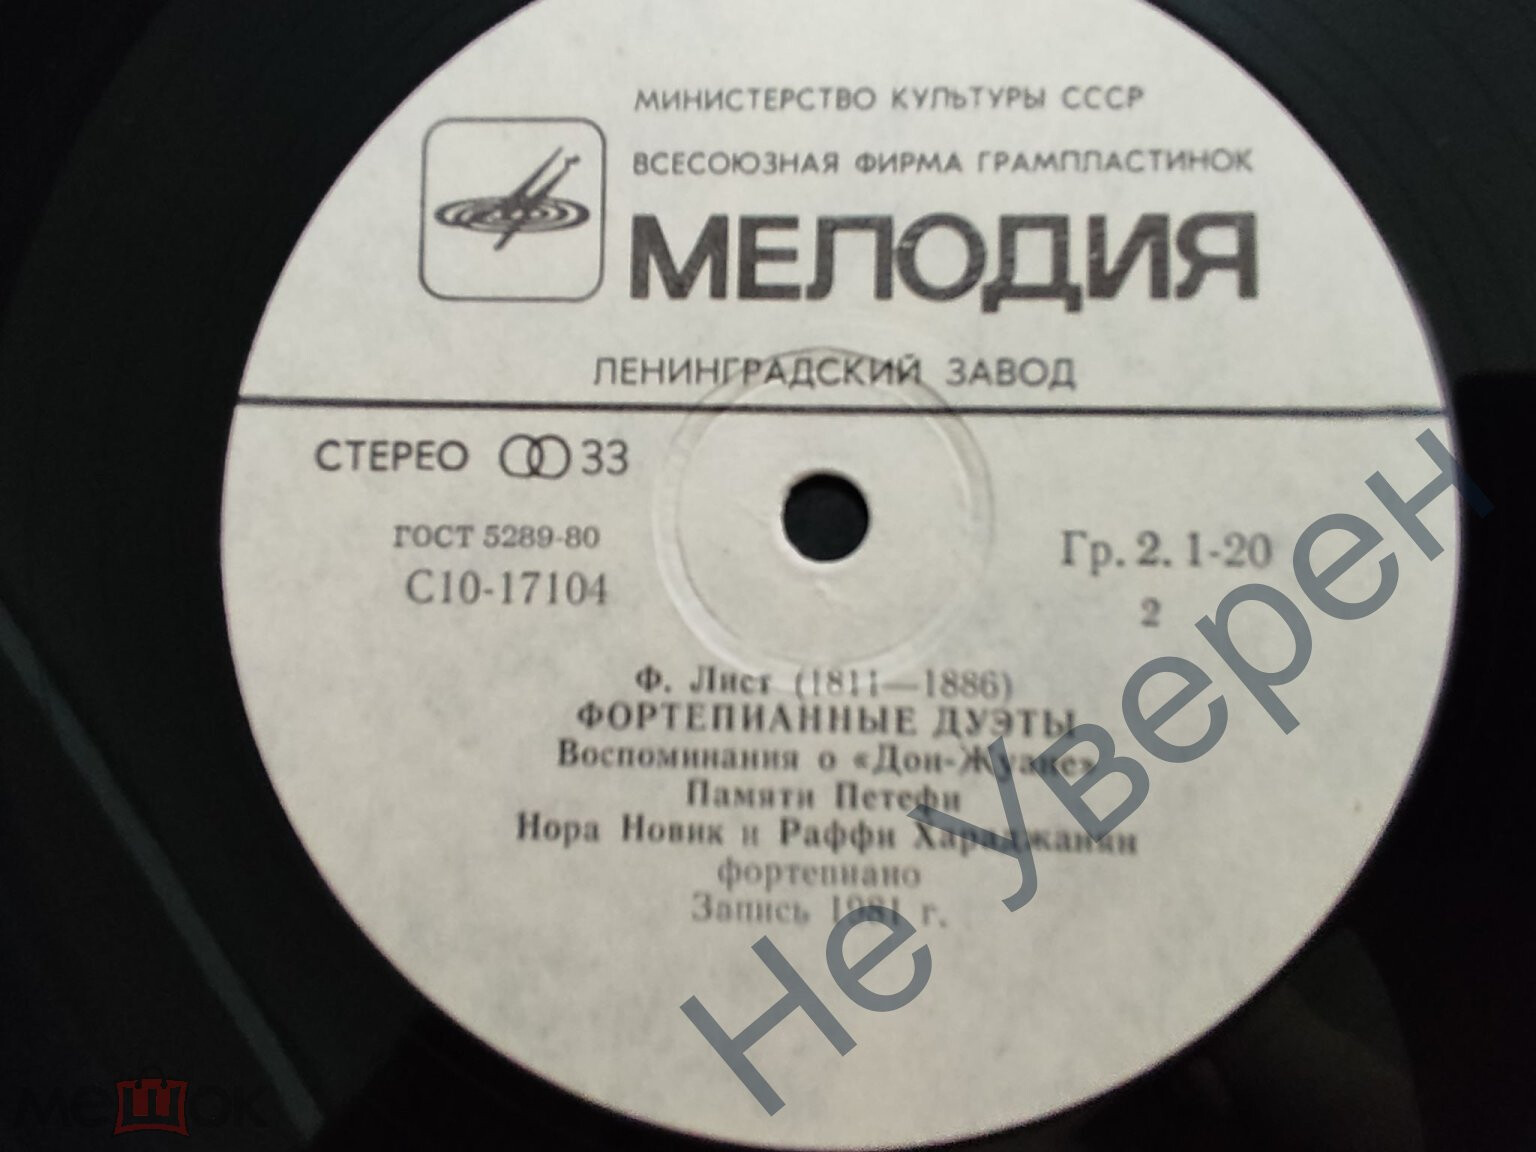 МИНИСТЕРСТВО КУЛЬТУРЫ СССР
ВСЕСОЮЗНАЯ ФИРМА ГРАМПЛАСТИНОК
МЕЛОДИЯ
ЛЕНИНГРАДСКИЙ ЗАВОД
СТЕРЕО 33
ГОСТ 5289-80
С10-17104
Гр. 2. 1-20
2
Ф. Лист (1811—1886)
ФОРТЕПИАННЫЕ ДУЭТЫ
Воспоминания о «Дон-Жуане»
Памяти Петефи
Нора Новик и Раффи Хараджанян
фортепиано
Запись 1981 г.
Не Уверен
мешок